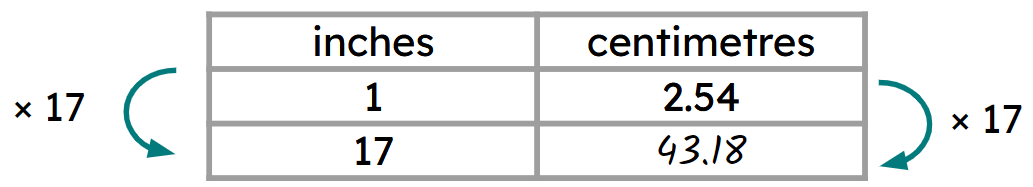 inches centimetres
× 17 1 2.54 × 17
17 43.18